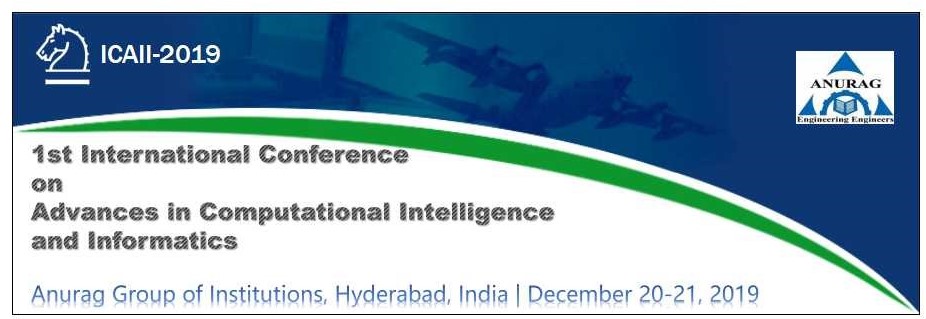 ICAII-2019
ANURAG
Engineering Engineers
1st International Conference
on
Advances in Computational Intelligence
and Informatics
Anurag Group of Institutions, Hyderabad, India | December 20-21, 2019